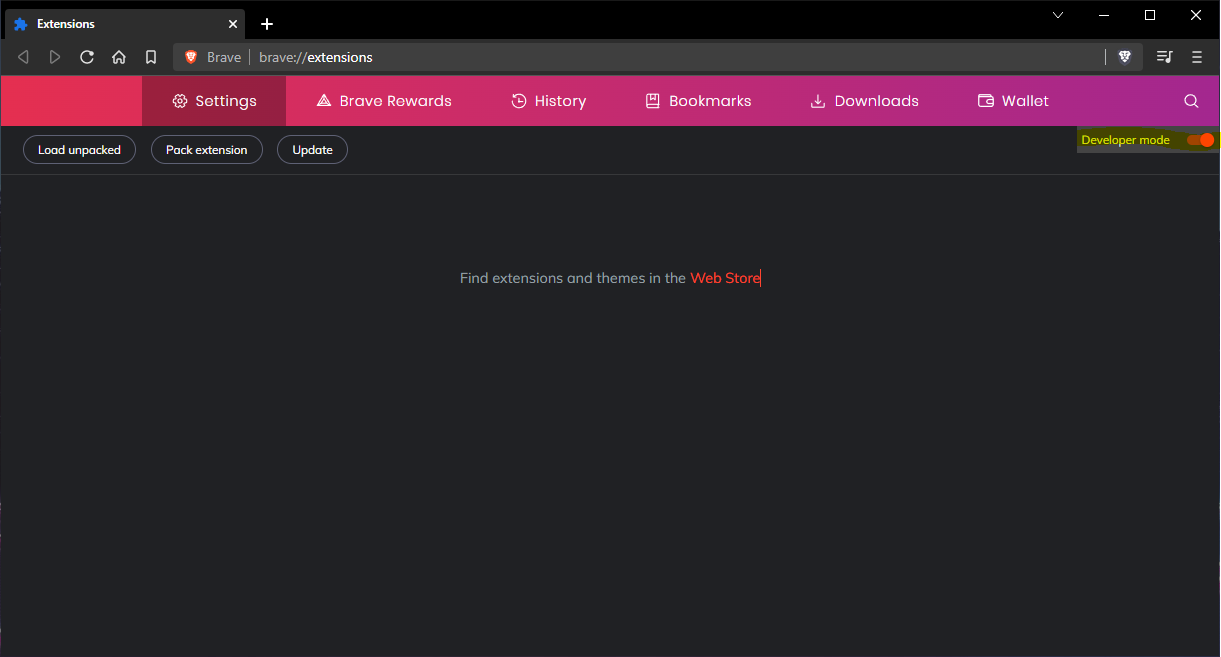 Extensions
Brave brave://extensions
Settings Brave Rewards History Bookmarks Downloads Wallet
Load unpacked Pack extension Update Developer mode
Find extensions and themes in the Web Store